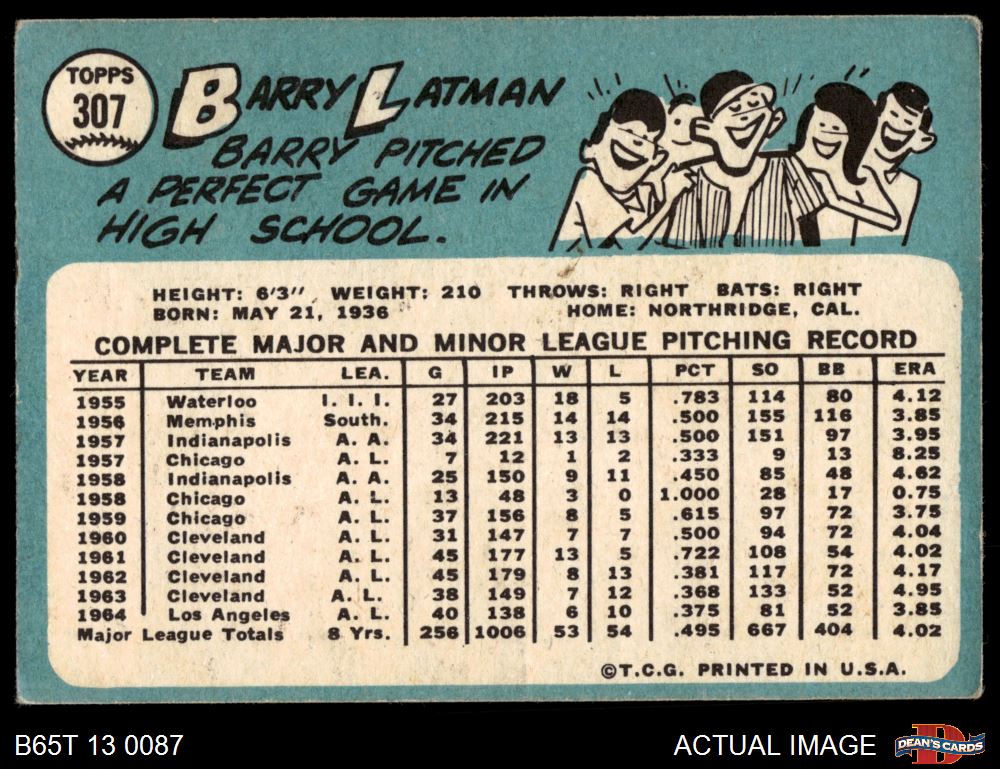 TOPPS
307
BARRY LATMAN
BARRY PITCHED
A PERFECT GAME IN
HIGH SCHOOL.
HEIGHT: 6'3" WEIGHT: 210 THROWS: RIGHT BATS: RIGHT
BORN: MAY 21, 1936 HOME: NORTHRIDGE, CAL.
COMPLETE MAJOR AND MINOR LEAGUE PITCHING RECORD
YEAR TEAM LEA. G IP W L PCT SO BB ERA
1955 Waterloo I. I. I. 27 203 18 5 .783 114 80 4.12
1956 Memphis South. 34 215 14 14 .500 155 116 3.85
1957 Indianapolis A. A. 34 221 13 13 .500 151 97 3.95
1957 Chicago A. L. 7 12 1 2 .333 9 13 8.25
1958 Indianapolis A. A. 25 150 9 11 .450 85 48 4.62
1958 Chicago A. L. 13 48 3 0 1.000 28 17 0.75
1959 Chicago A. L. 37 156 8 5 .615 97 72 3.75
1960 Cleveland A. L. 31 147 7 7 .500 94 72 4.04
1961 Cleveland A. L. 45 177 13 5 .722 108 54 4.02
1962 Cleveland A. L. 45 179 8 13 .381 117 72 4.17
1963 Cleveland A. L. 38 149 7 12 .368 133 52 4.95
1964 Los Angeles A. L. 40 138 6 10 .375 81 52 3.85
Major League Totals 8 Yrs. 256 1006 53 54 .495 667 404 4.02
©T.C.G. PRINTED IN U.S.A.
B65T 13 0087 ACTUAL IMAGE D DEAN'S CARDS